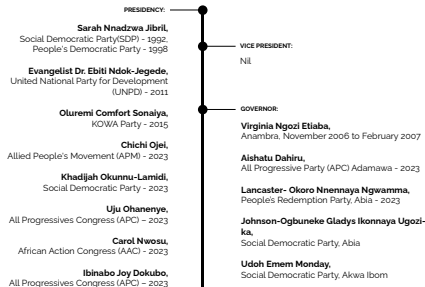 PRESIDENCY:
Sarah Nnadzwa Jibril,
Social Democratic Party(SDP) - 1992,
People's Democratic Party - 1998
Evangelist Dr. Ebiti Ndok-Jegede,
United National Party for Development
(UNPD) - 2011
Oluremi Comfort Sonaiya,
KOWA Party - 2015
Chichi Ojei,
Allied People's Movement (APM) - 2023
Khadijah Okunnu-Lamidi,
Social Democratic Party - 2023
Uju Ohanenye,
All Progressives Congress (APC) – 2023
Carol Nwosu,
African Action Congress (AAC) - 2023
Ibinabo Joy Dokubo,
All Progressives Congress (APC) – 2023
VICE PRESIDENT:
Nil
GOVERNOR:
Virginia Ngozi Etiaba,
Anambra, November 2006 to February 2007
Aishatu Dahiru,
All Progressive Party (APC) Adamawa - 2023
Lancaster- Okoro Nnennaya Ngwamma,
People's Redemption Party, Abia - 2023
Johnson-Ogbuneke Gladys Ikonnaya Ugozi-
ka,
Social Democratic Party, Abia
Udoh Emem Monday,
Social Democratic Party, Akwa Ibom